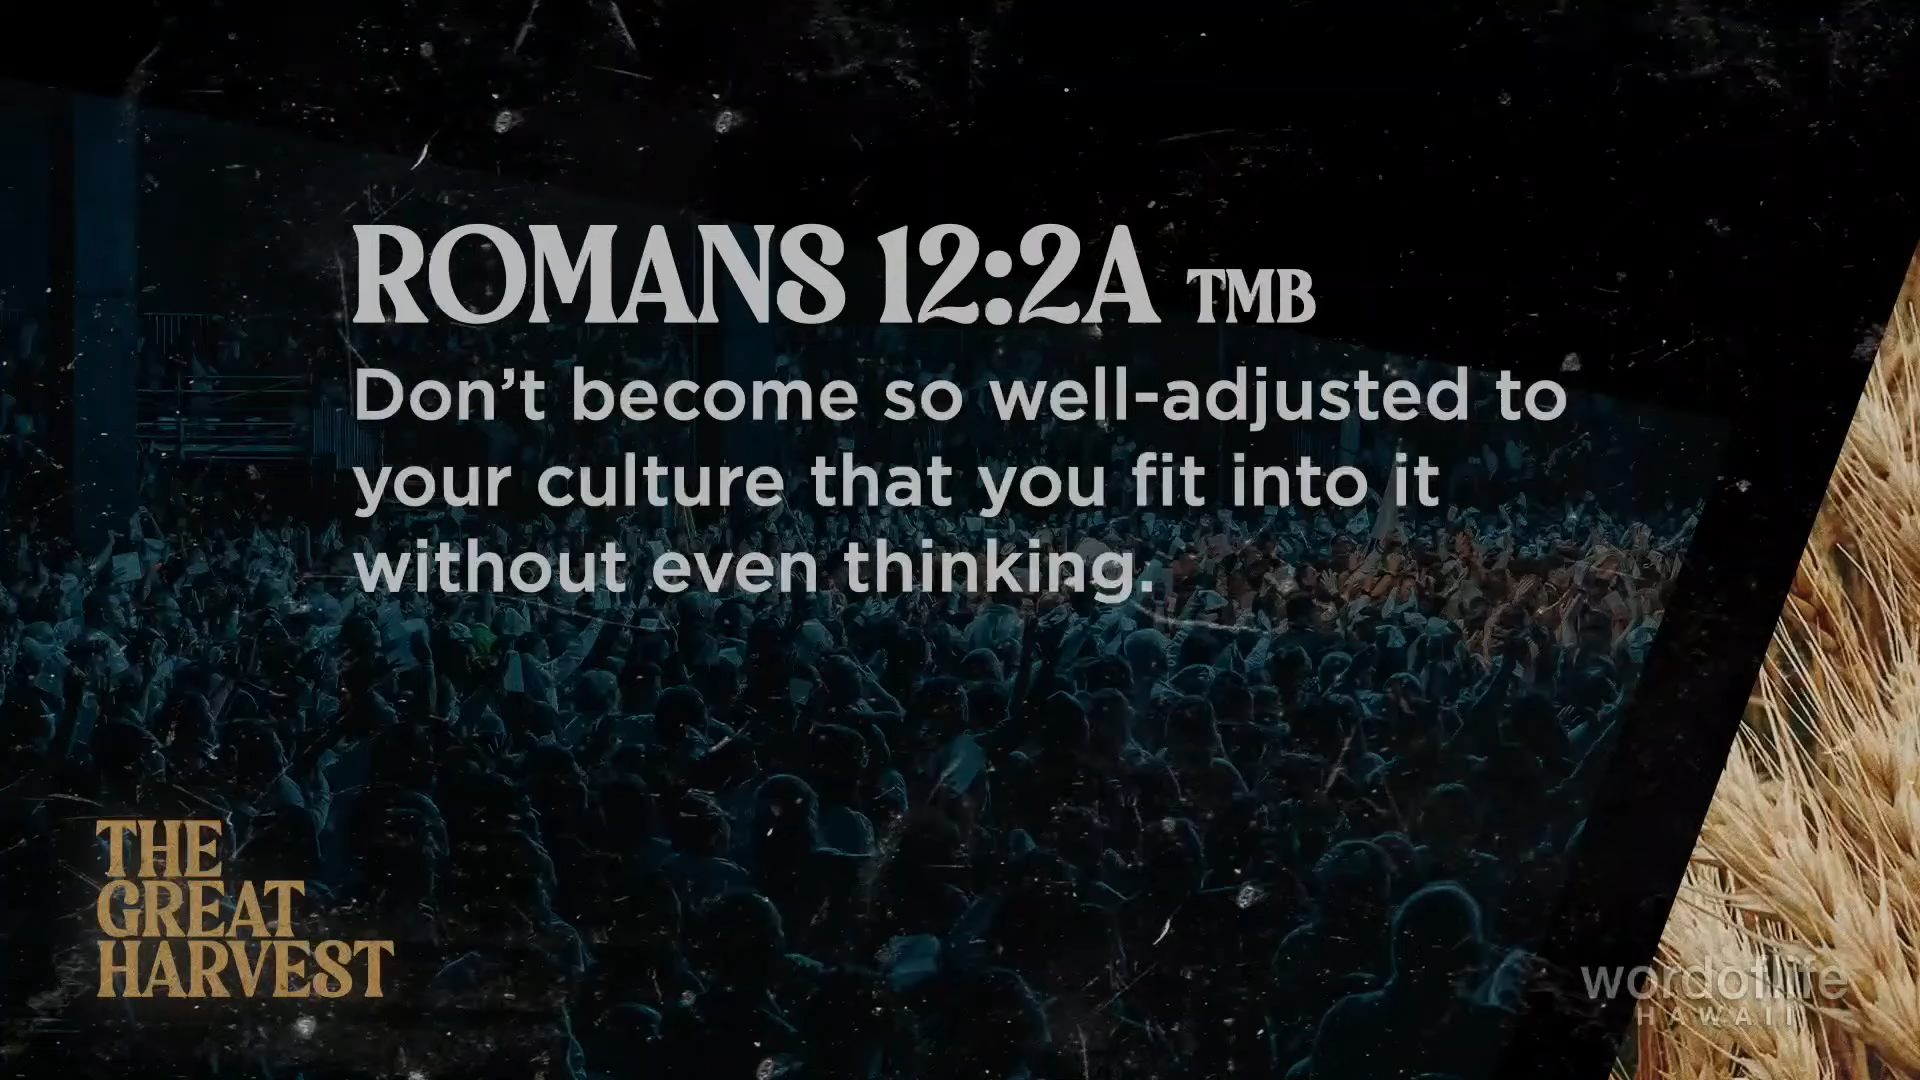 ROMANS 12:2A TMB
Don't become so well-adjusted to
your culture that you fit into it
without even thinking.
THE
GREAT
HARVEST
wordoflife
HAWAII